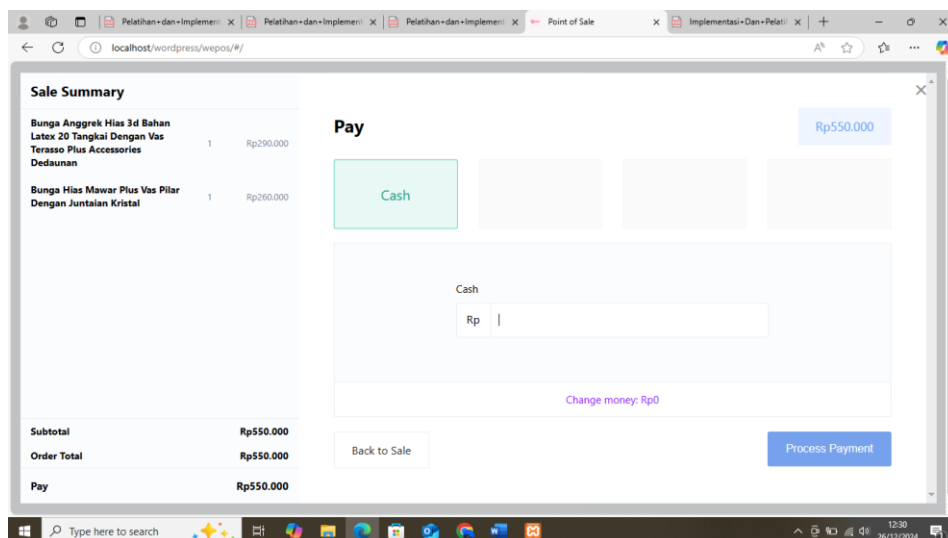 Pelatihan+dan+Implement
Pelatihan+dan+Implement
Pelatihan+dan+Implement
Point of Sale
Implementasi+Dan+Pelati
localhost/wordpress/wepos/#/
Sale Summary
Bunga Anggrek Hias 3d Bahan
Latex 20 Tangkai Dengan Vas
Terasso Plus Accessories
Dedaunan
1
Rp290.000
Bunga Hias Mawar Plus Vas Pilar
Dengan Juntaian Kristal
1
Rp260.000
Subtotal
Rp550.000
Order Total
Rp550.000
Pay
Rp550.000
Pay
Rp550.000
Cash
Cash
Rp
Change money: Rp0
Back to Sale
Process Payment
Type here to search
12:30
26/12/2024